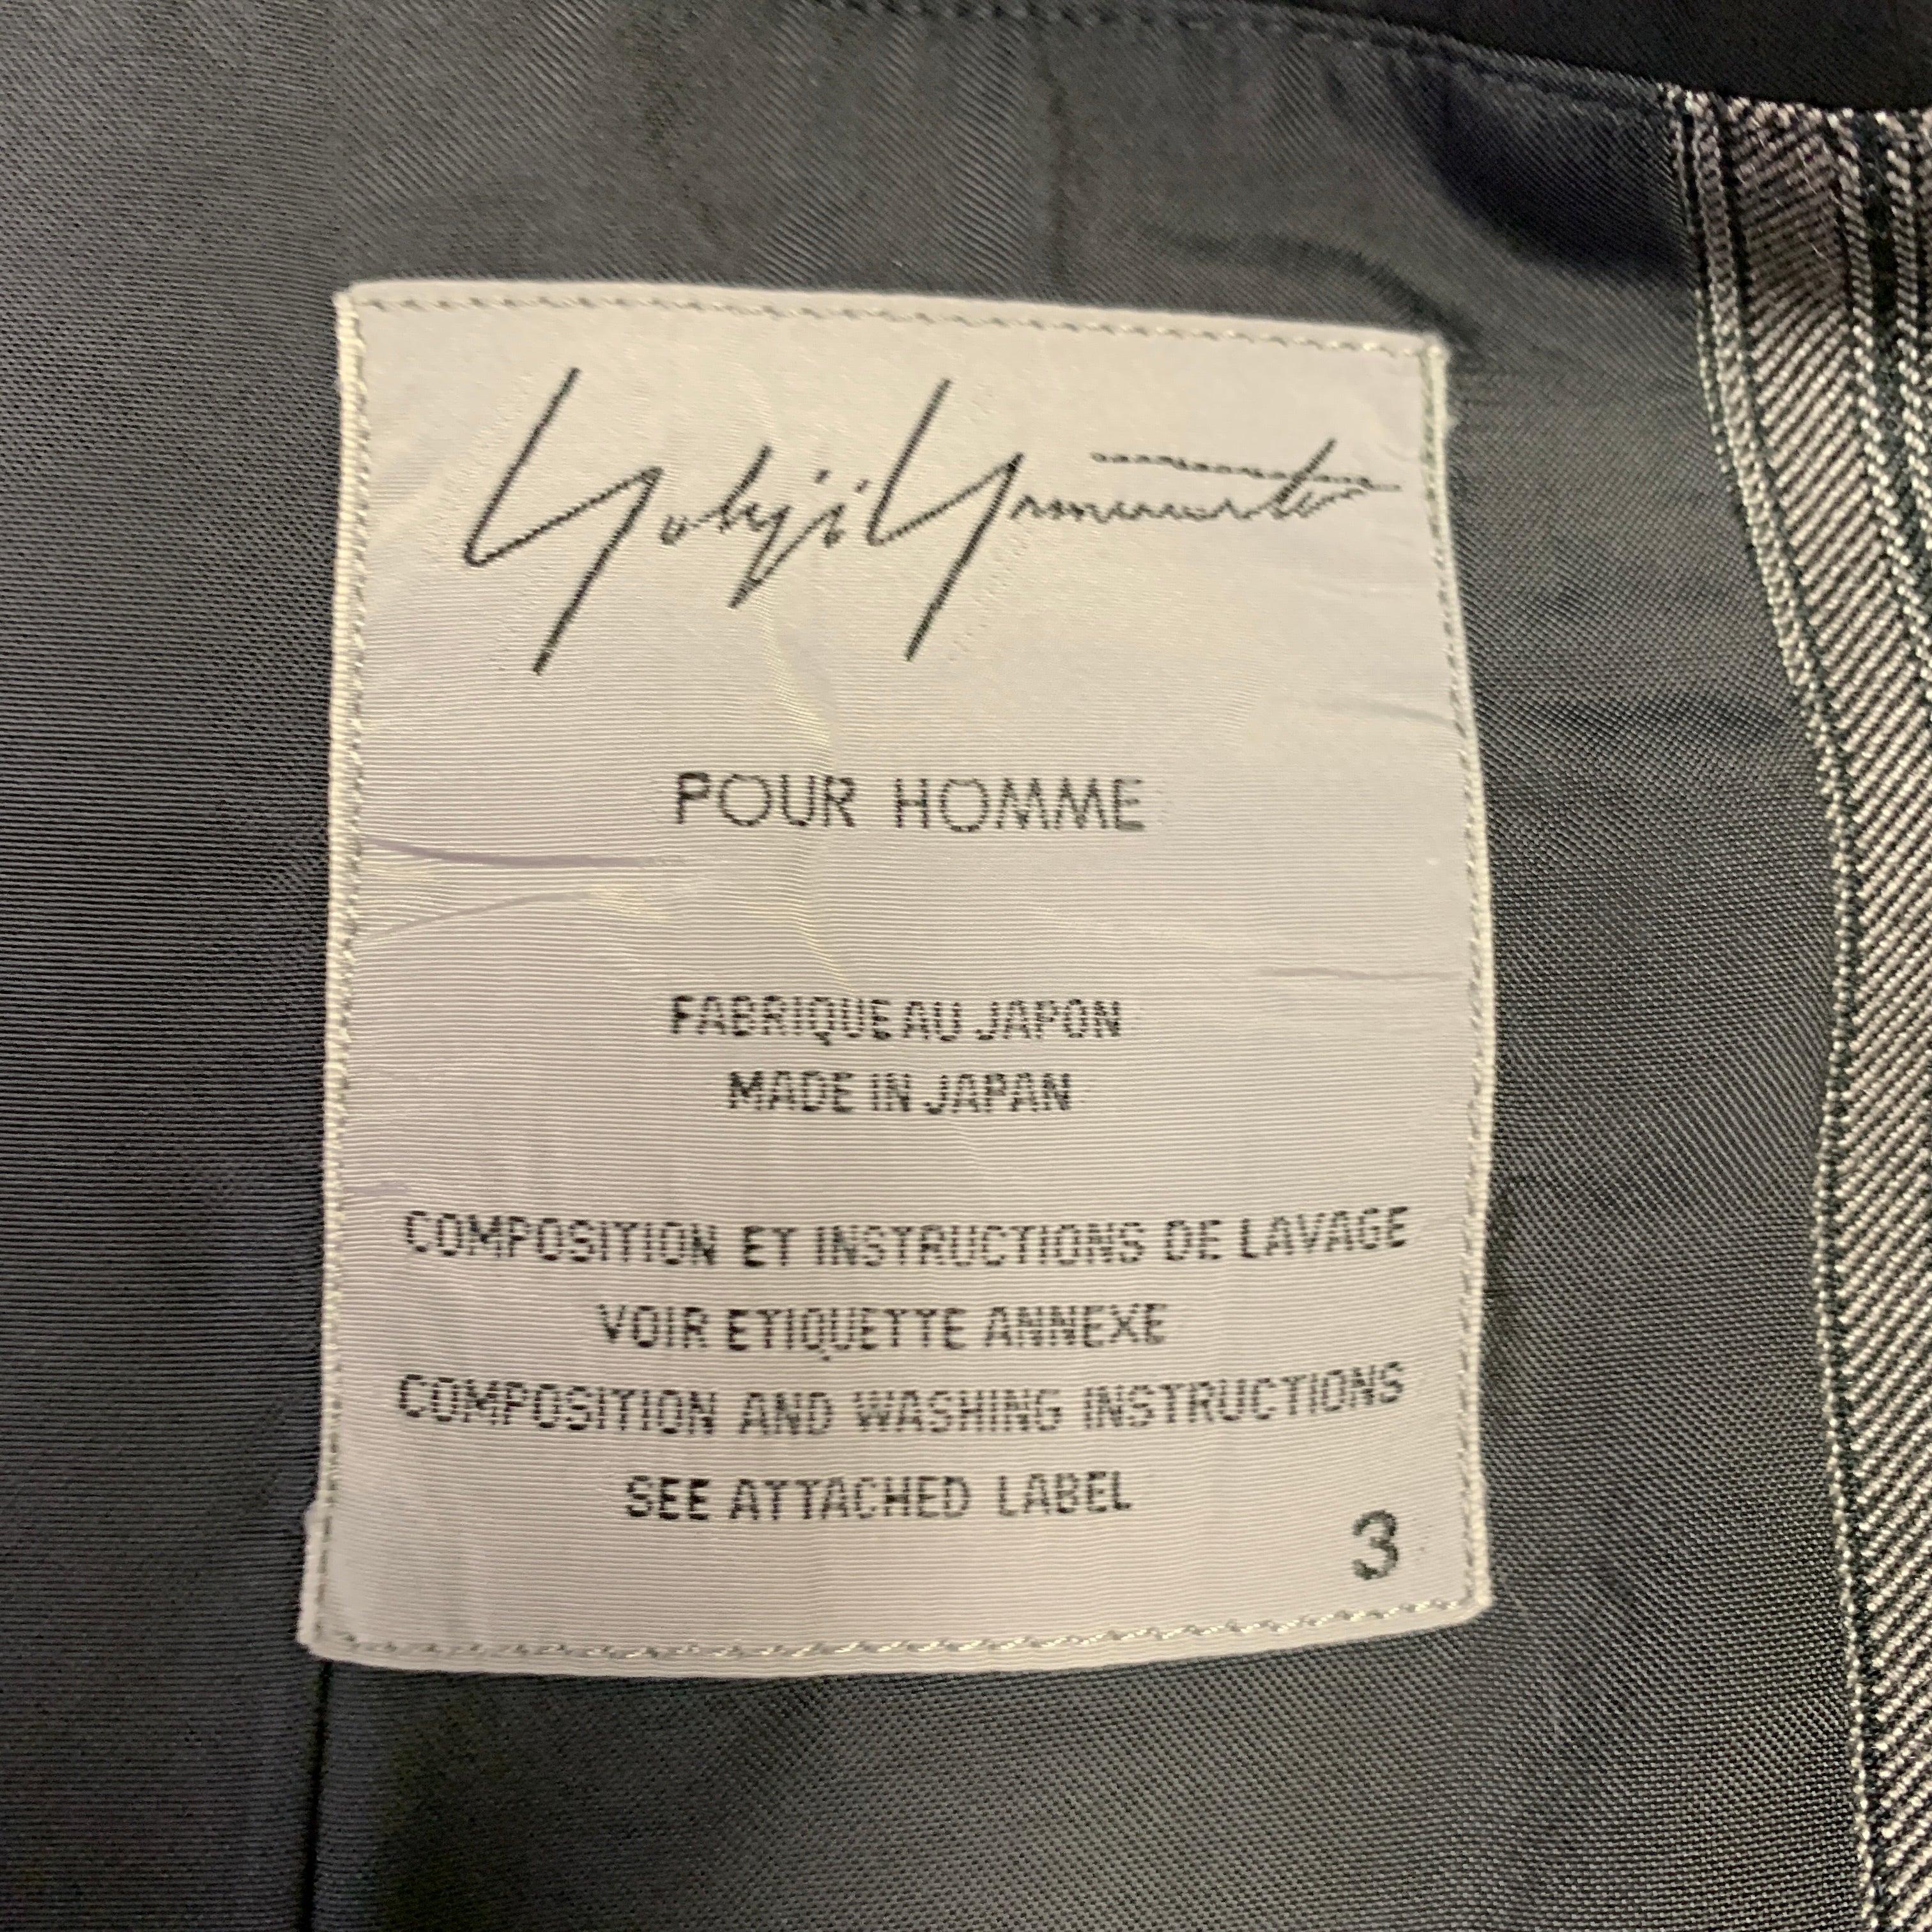 Yohji Yamamoto
POUR HOMME
FABRIQUE AU JAPON
MADE IN JAPAN
COMPOSITION ET INSTRUCTIONS DE LAVAGE
VOIR ETIQUETTE ANNEXE
COMPOSITION AND WASHING INSTRUCTIONS
SEE ATTACHED LABEL
3